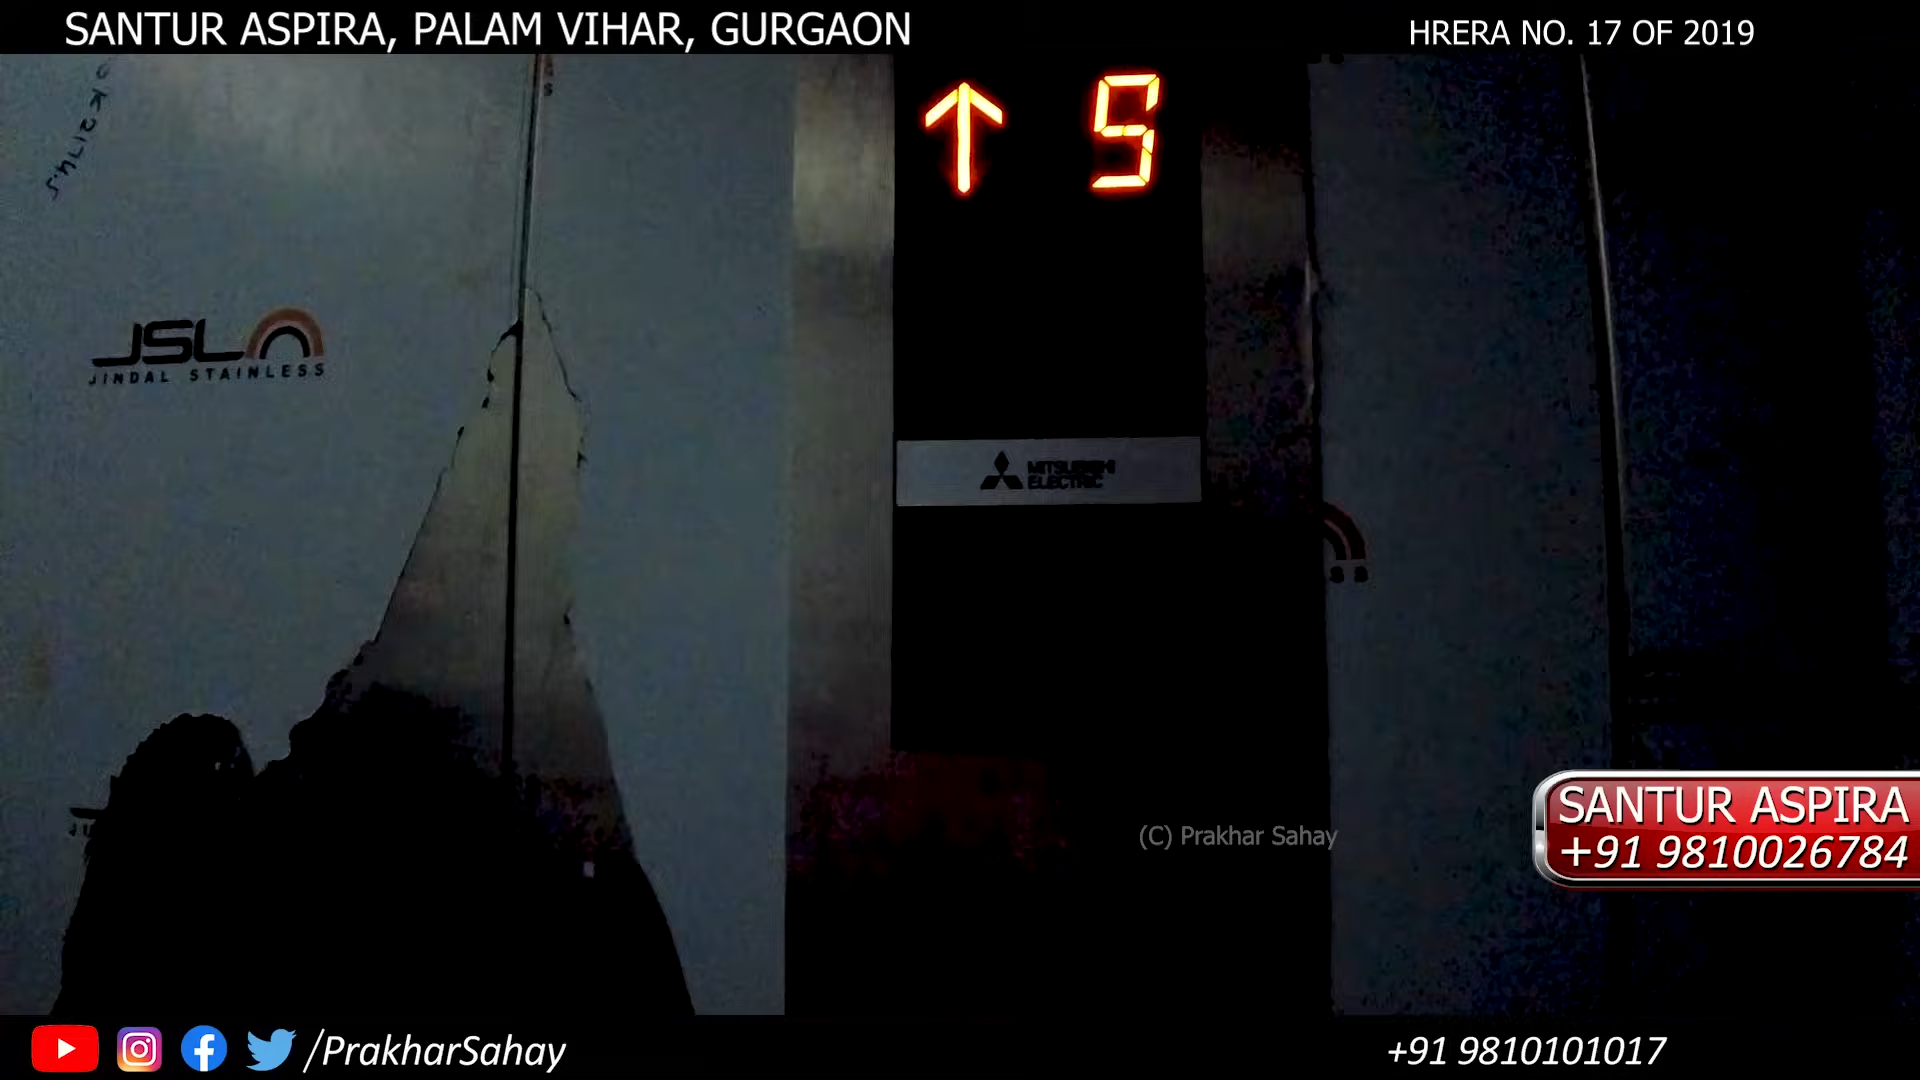 SANTUR ASPIRA, PALAM VIHAR, GURGAON
HRERA NO. 17 OF 2019
5
JSL
JINDAL STAINLESS
MITSUBISHI
ELECTRIC
SS
SANTUR ASPIRA
+91 9810026784
(C) Prakhar Sahay
/PrakharSahay
+91 9810101017